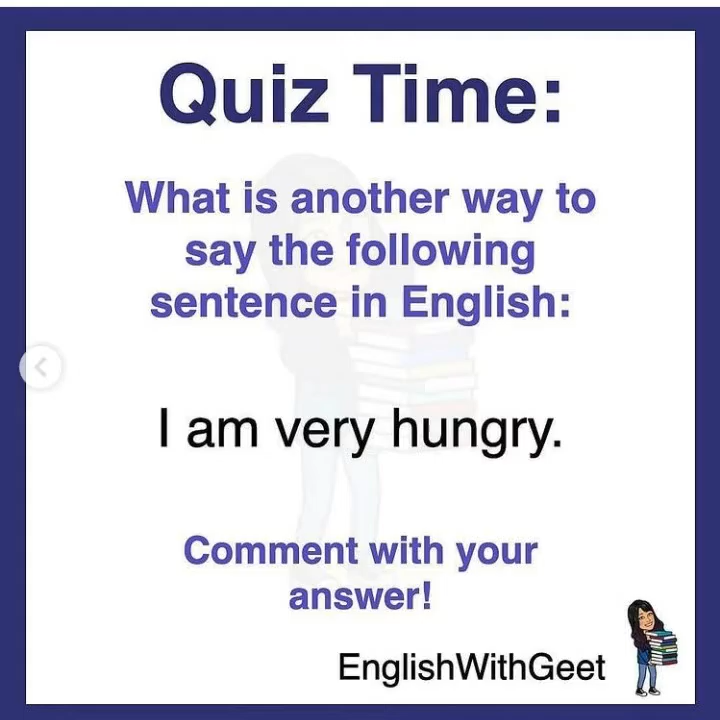 Quiz Time:
What is another way to
say the following
sentence in English:
I am very hungry.
Comment with your
answer!
EnglishWithGeet